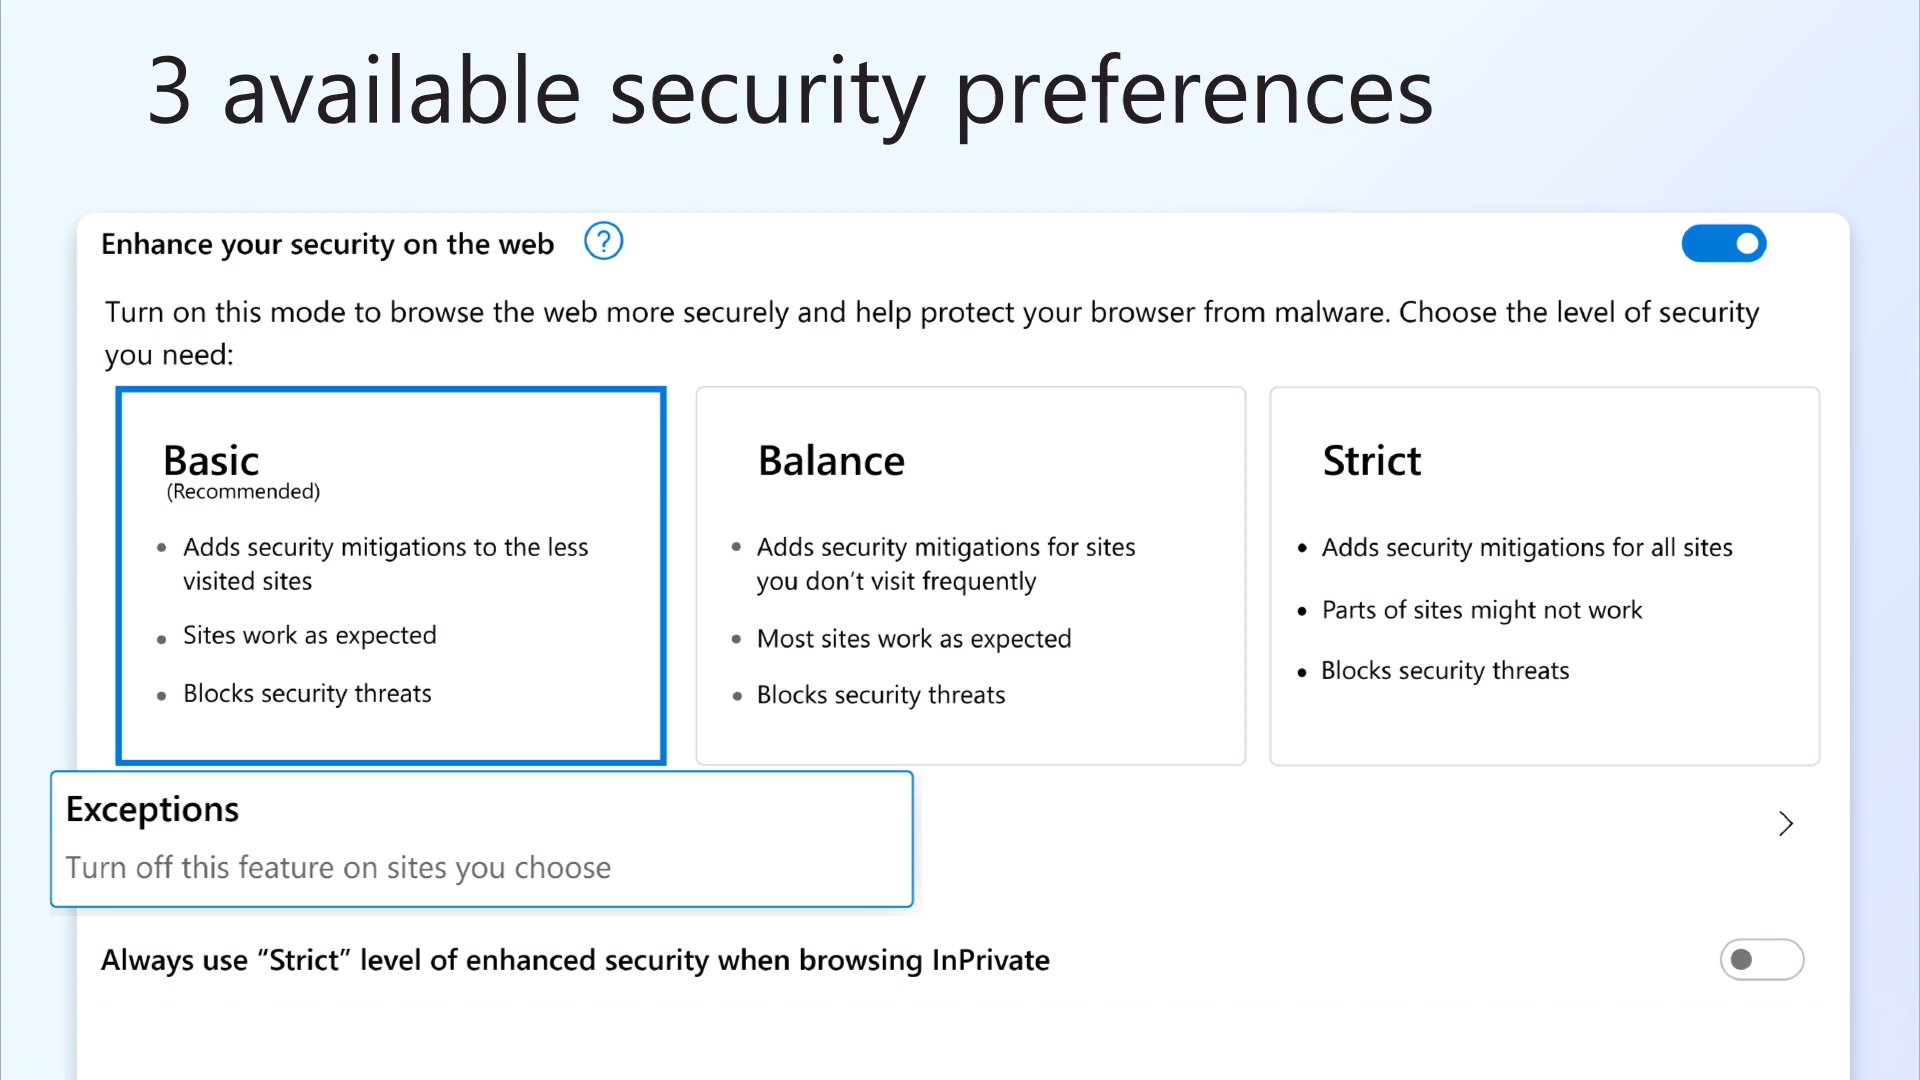 3 available security preferences
Enhance your security on the web ?
Turn on this mode to browse the web more securely and help protect your browser from malware. Choose the level of security
you need:
Basic
(Recommended)
• Adds security mitigations to the less
visited sites
• Sites work as expected
• Blocks security threats
Balance
• Adds security mitigations for sites
you don’t visit frequently
• Most sites work as expected
• Blocks security threats
Strict
• Adds security mitigations for all sites
• Parts of sites might not work
• Blocks security threats
Exceptions
Turn off this feature on sites you choose
Always use “Strict” level of enhanced security when browsing InPrivate